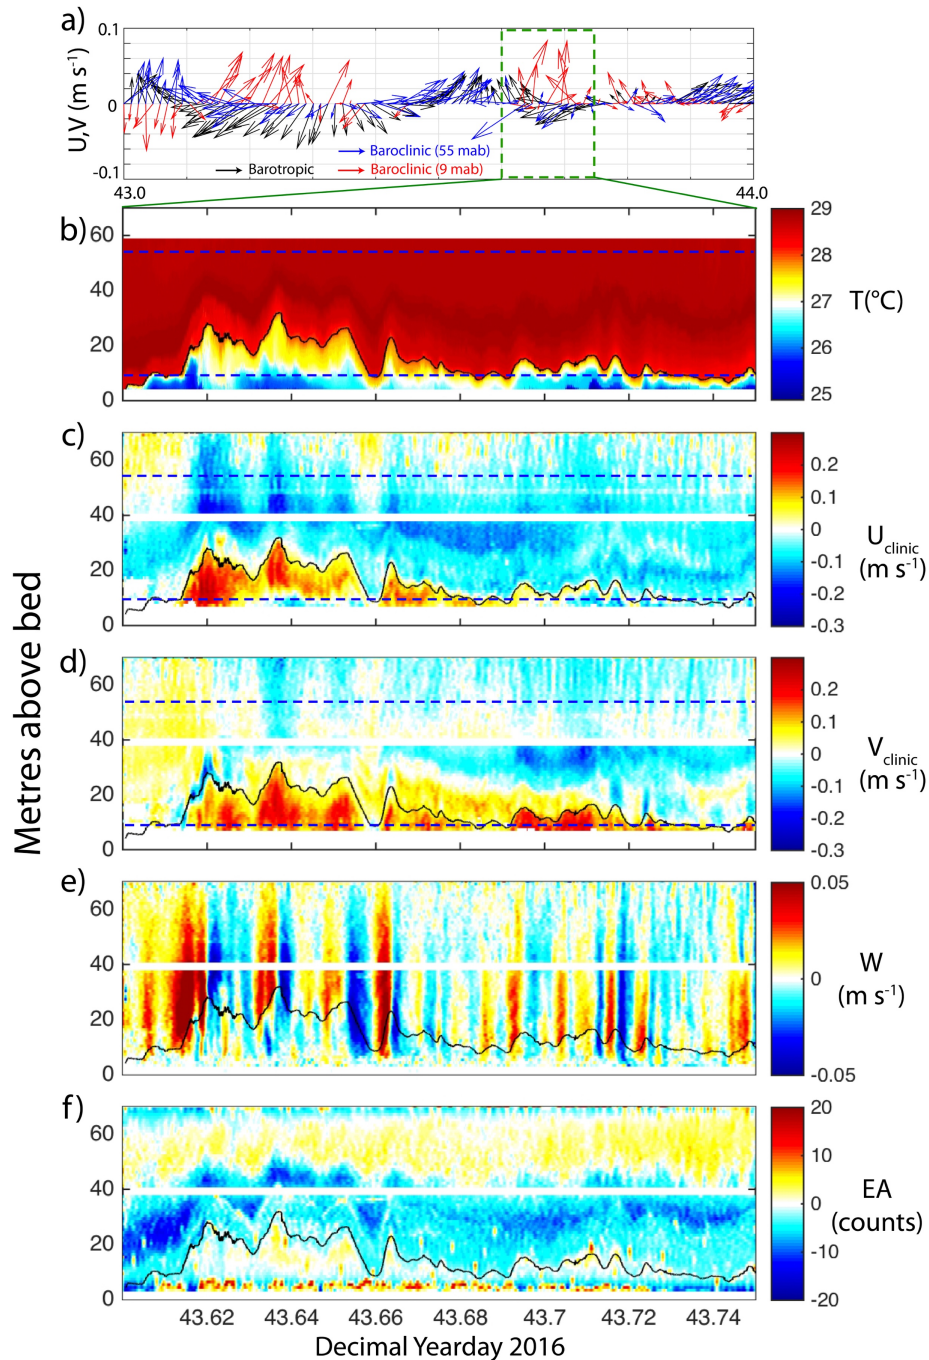 a)
0.1
0
-0.1
U,V (m s⁻¹)
Baroclinic (55 mab)
Barotropic
Baroclinic (9 mab)
43.0
44.0
b)
60
40
20
0
29
28
27
26
25
T(°C)
c)
60
40
20
0
0.2
0.1
0
-0.1
-0.2
-0.3
U clinic
(m s⁻¹)
d)
60
40
20
0
0.2
0.1
0
-0.1
-0.2
-0.3
V clinic
(m s⁻¹)
Metres above bed
e)
60
40
20
0
0.05
0
-0.05
W
(m s⁻¹)
f)
60
40
20
0
20
10
0
-10
-20
EA
(counts)
43.62
43.64
43.66
43.68
43.7
43.72
43.74
Decimal Yearday 2016